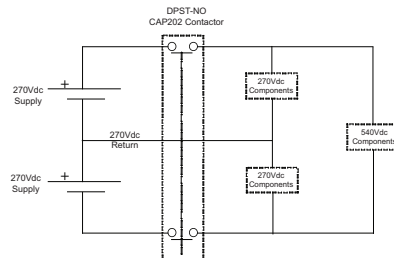 DPST-NO
CAP202 Contactor
+
270Vdc
Supply
270Vdc
Components
270Vdc
Return
540Vdc
Components
+
270Vdc
Supply
270Vdc
Components